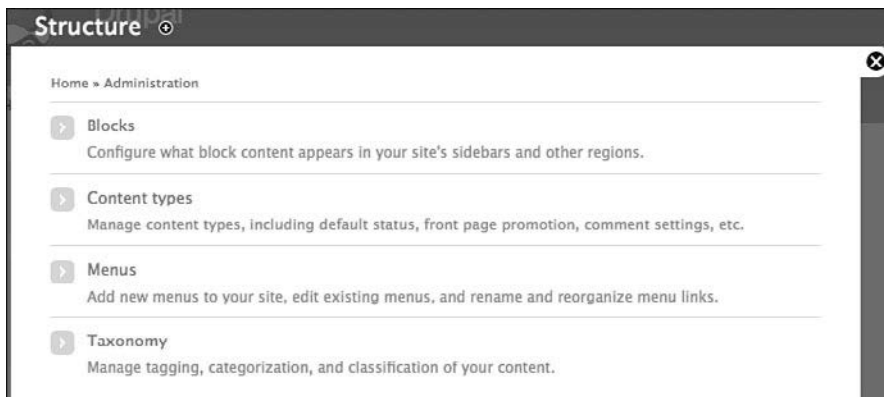 Drupal
Structure
Home » Administration
Blocks
Configure what block content appears in your site's sidebars and other regions.
Content types
Manage content types, including default status, front page promotion, comment settings, etc.
Menus
Add new menus to your site, edit existing menus, and rename and reorganize menu links.
Taxonomy
Manage tagging, categorization, and classification of your content.